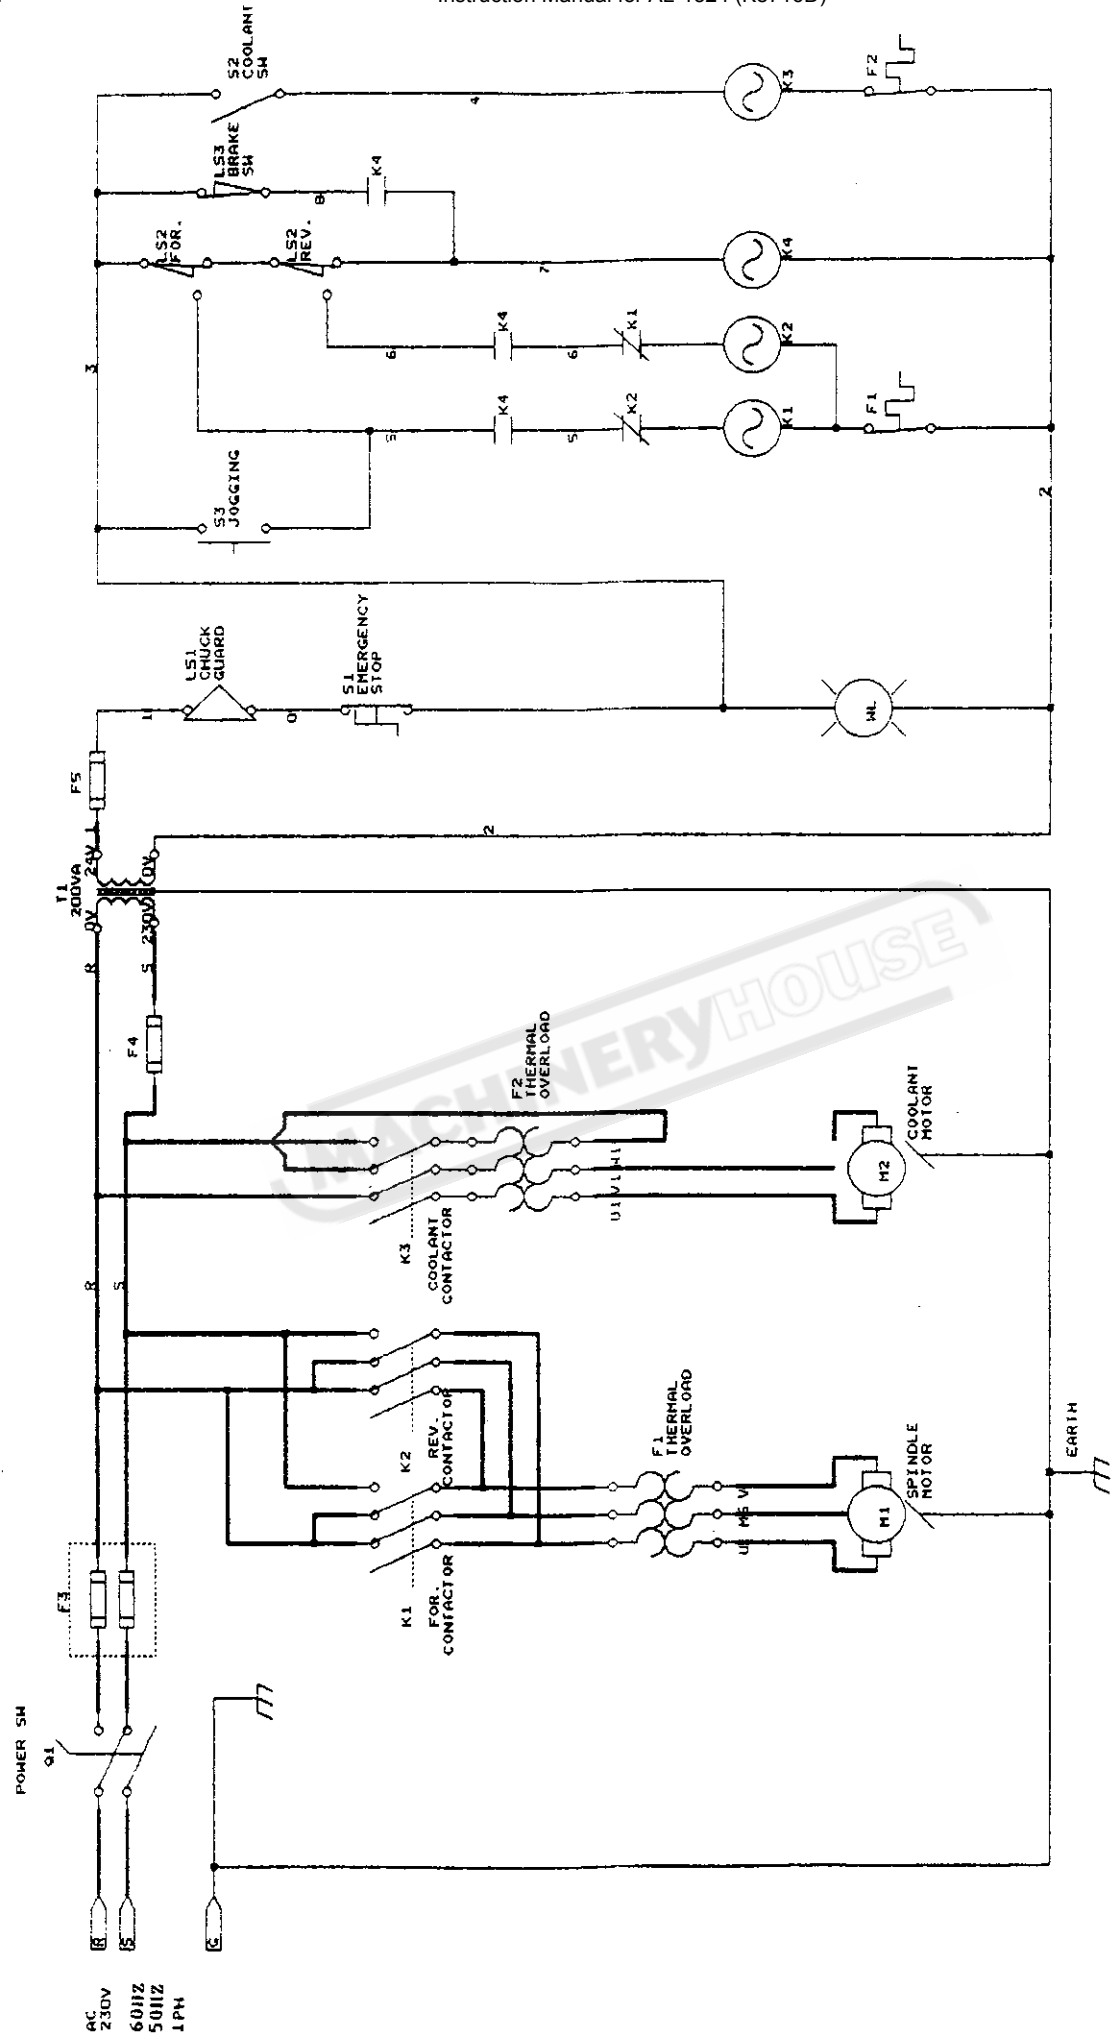 Instruction Manual for AL-1821 (K5710D)
S2
COOLANT
SW
4
K3
F2
LS3
BRAKE
SW
8
K4
LS2
FOR.
LS2
REV.
7
K4
3
6
K4
6
K1
K2
5
K4
5
K2
K1
F1
S3
JOGGING
2
LS1
CHUCK
GUARD
11
0
S1
EMERGENCY
STOP
WL
F5
T1
200VA
24V 1
0V
0V
230V
2
R
S
F4
MACHINERYHOUSE
F2
THERMAL
OVERLOAD
U1 V1 W1
COOLANT
MOTOR
M2
K3
COOLANT
CONTACTOR
R
S
K2
REV.
CONTACTOR
F1
THERMAL
OVERLOAD
SPINDLE
MOTOR
M1
EARTH
F3
K1
FOR.
CONTACTOR
POWER SW
Q1
R
S
G
AC
230V
60HZ
50HZ
1PH